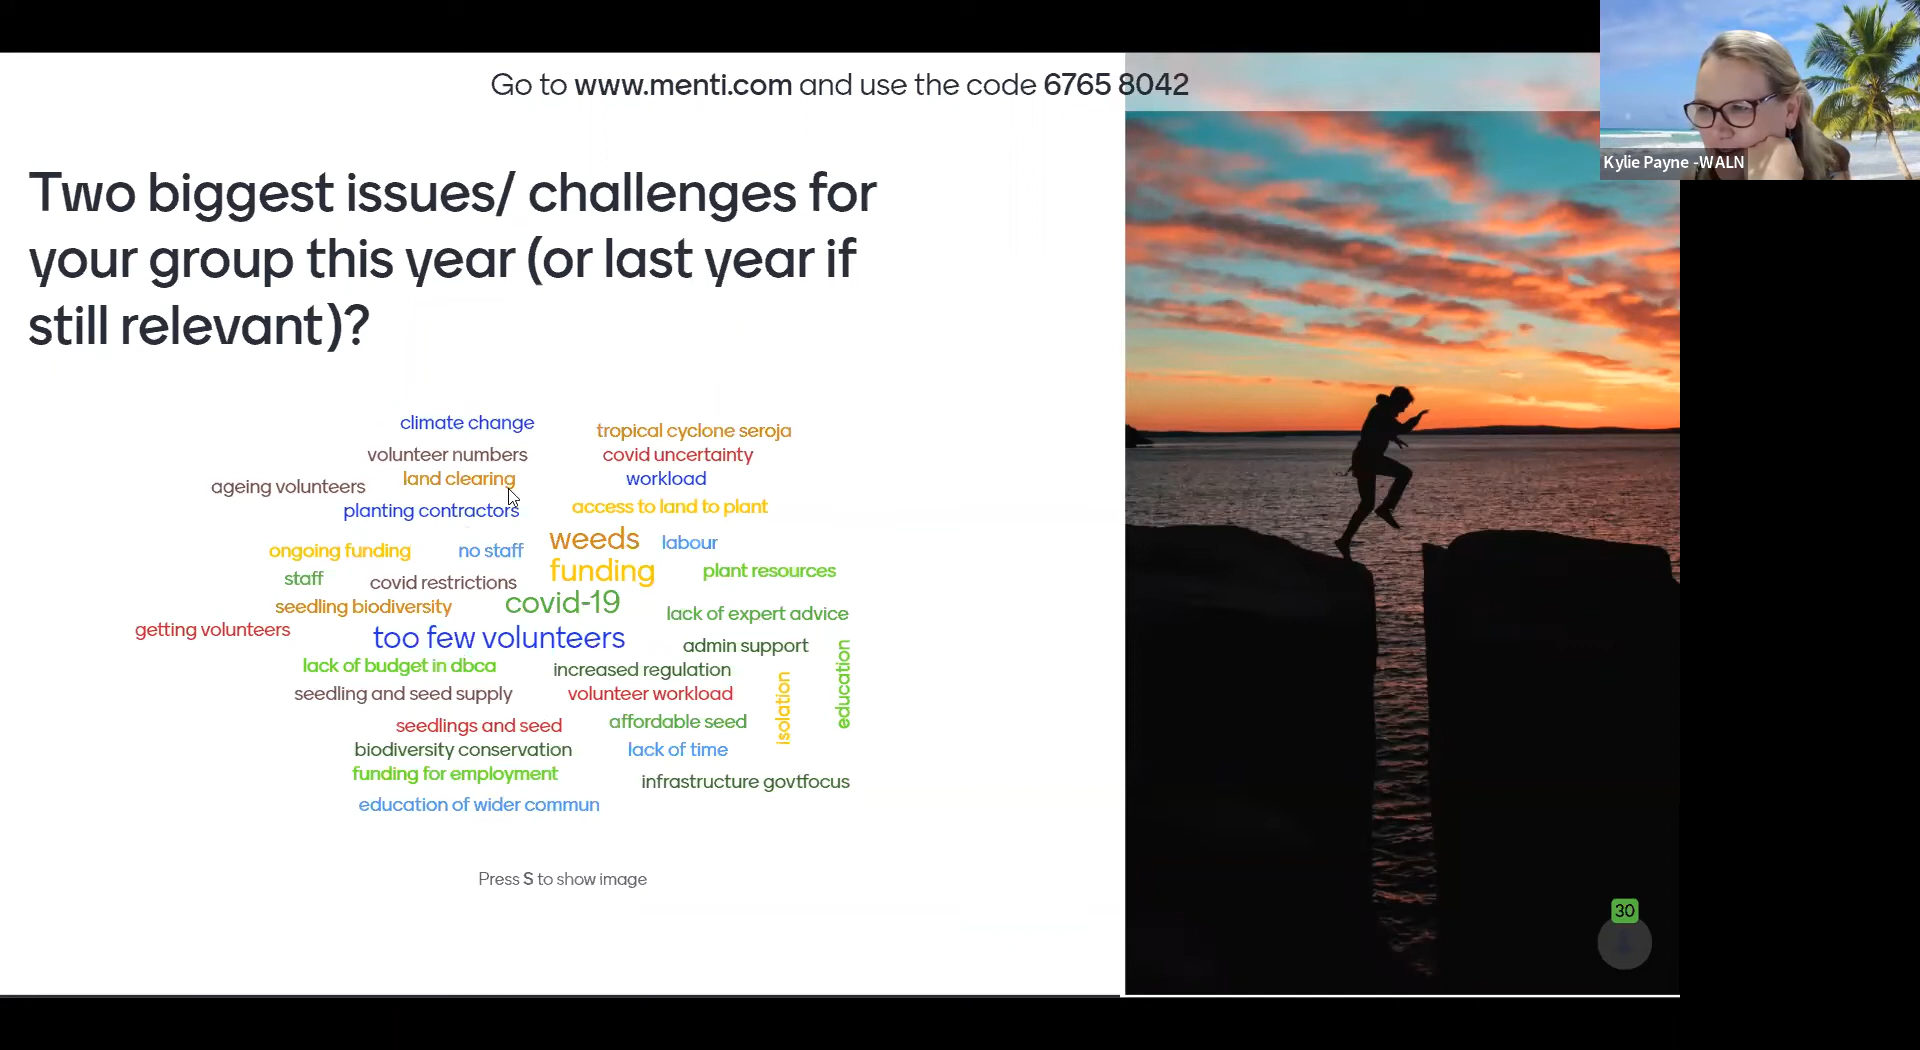 Go to www.menti.com and use the code 6765 8042
Kylie Payne -WALN
Two biggest issues/ challenges for
your group this year (or last year if
still relevant)?
climate change
tropical cyclone seroja
volunteer numbers
covid uncertainty
land clearing
workload
ageing volunteers
planting contractors
access to land to plant
weeds
labour
ongoing funding
no staff
funding
plant resources
staff
covid restrictions
seedling biodiversity
covid-19
lack of expert advice
getting volunteers
too few volunteers
admin support
education
lack of budget in dbca
increased regulation
isolation
seedling and seed supply
volunteer workload
seedlings and seed
affordable seed
biodiversity conservation
lack of time
funding for employment
infrastructure govtfocus
education of wider commun
Press S to show image
30